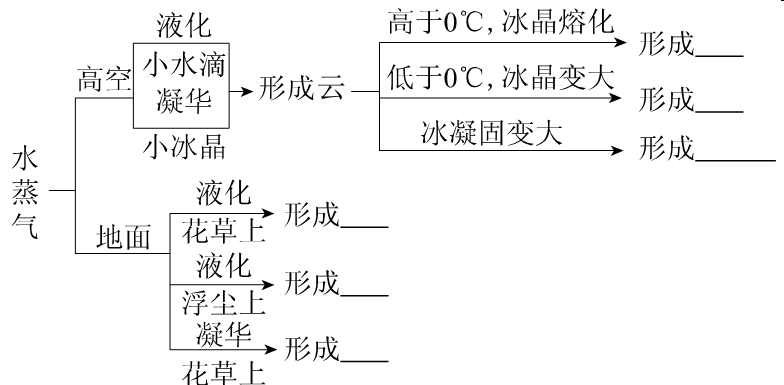 水蒸气
高空
液化
小水滴
凝华
小冰晶
形成云
高于0℃,冰晶熔化
形成____
低于0℃,冰晶变大
形成____
冰凝固变大
形成_______
地面
液化
花草上
形成____
液化
浮尘上
形成____
凝华
花草上
形成____